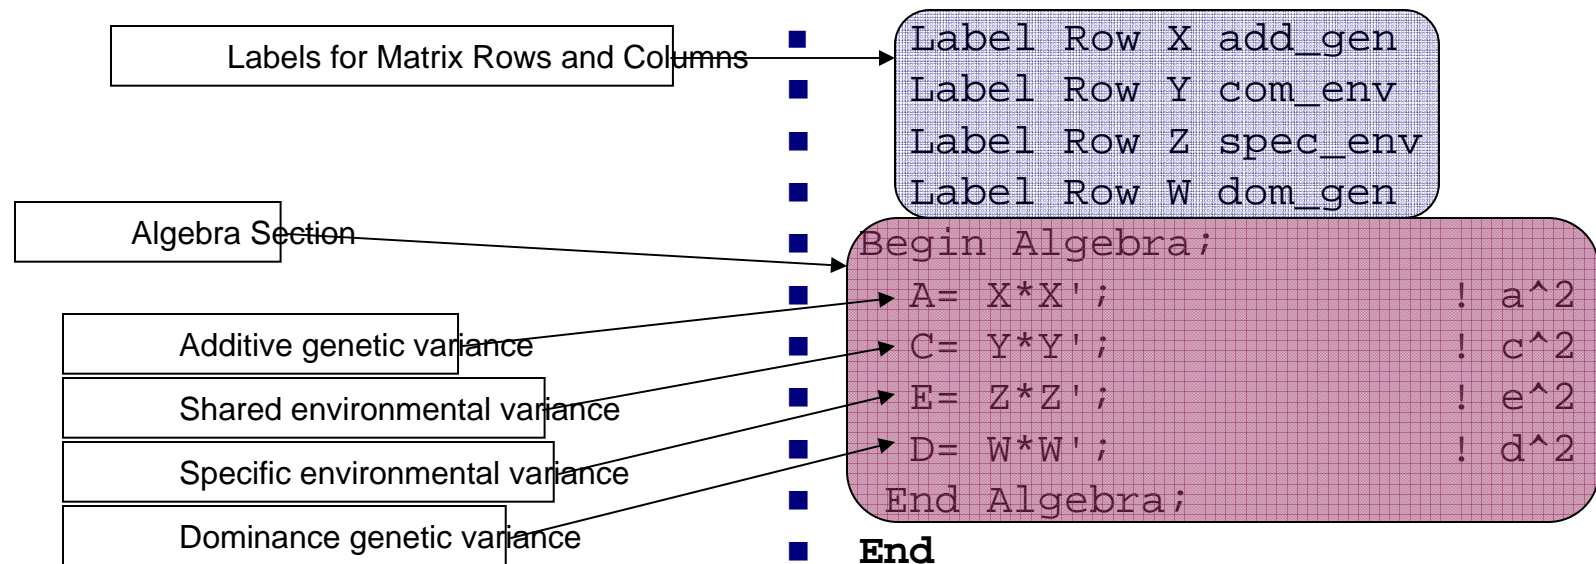 Labels for Matrix Rows and Columns
Algebra Section
Additive genetic variance
Shared environmental variance
Specific environmental variance
Dominance genetic variance
Label Row X add_gen
Label Row Y com_env
Label Row Z spec_env
Label Row W dom_gen
Begin Algebra;
A= X*X'; ! a^2
C= Y*Y'; ! c^2
E= Z*Z'; ! e^2
D= W*W'; ! d^2
End Algebra;
End